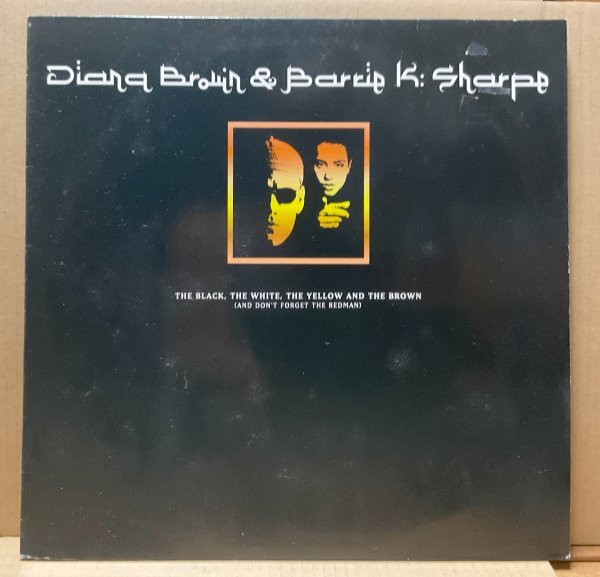 Diana Brown & Barrie K: Sharpe
THE BLACK, THE WHITE, THE YELLOW AND THE BROWN
(AND DON'T FORGET THE REDMAN)